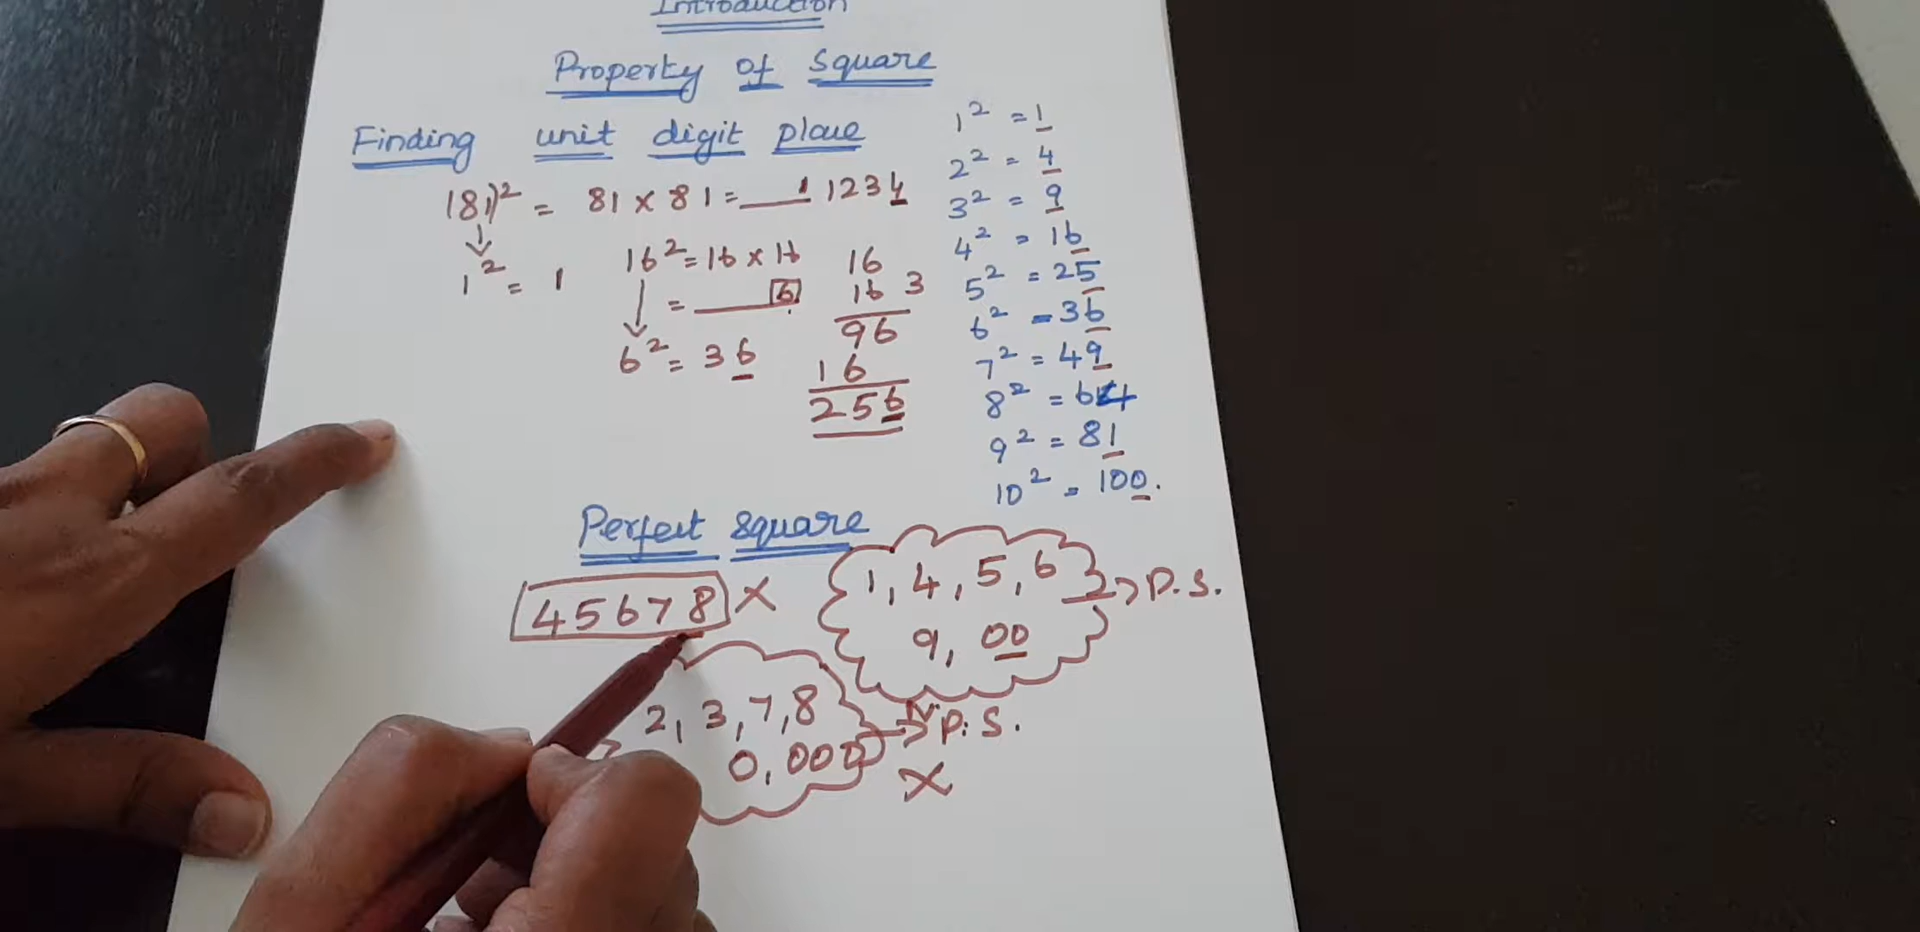 Introduction
Property of square
Finding unit digit place
(81)² = 81 × 81 = ___1 1234
1² = 1
16² = 16 × 16
= ___6
6² = 36
16
16 3
96
16
256
1² = 1
2² = 4
3² = 9
4² = 16
5² = 25
6² = 36
7² = 49
8² = 64
9² = 81
10² = 100.
Perfect square
45678 ×
1, 4, 5, 6
9, 00
→ P.S.
2, 3, 7, 8
0, 000
→ P.S.
×